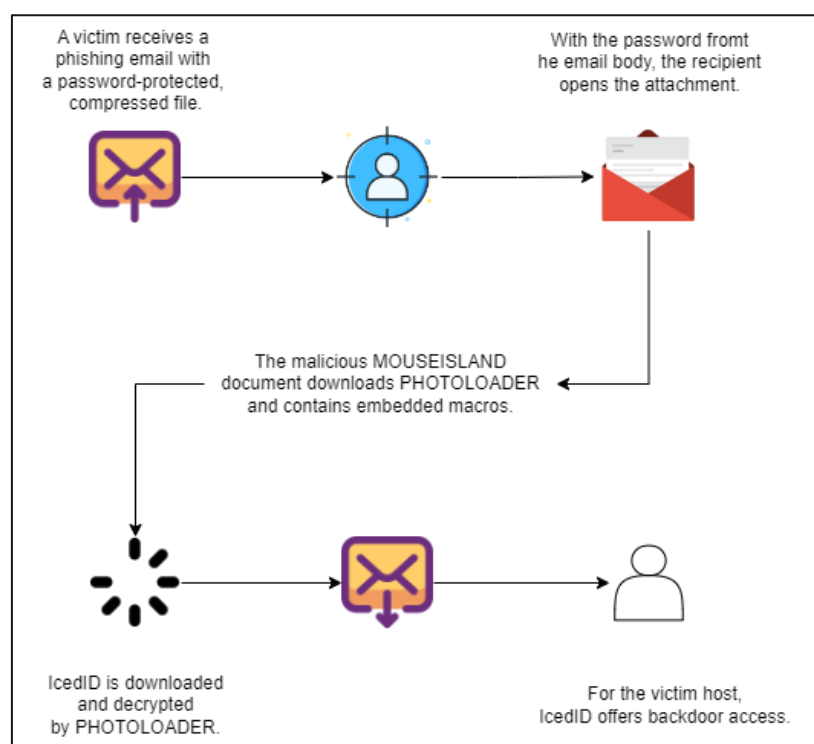 A victim receives a
phishing email with
a password-protected,
compressed file.
With the password fromt
he email body, the recipient
opens the attachment.
The malicious MOUSEISLAND
document downloads PHOTOLOADER
and contains embedded macros.
IcedID is downloaded
and decrypted
by PHOTOLOADER.
For the victim host,
IcedID offers backdoor access.